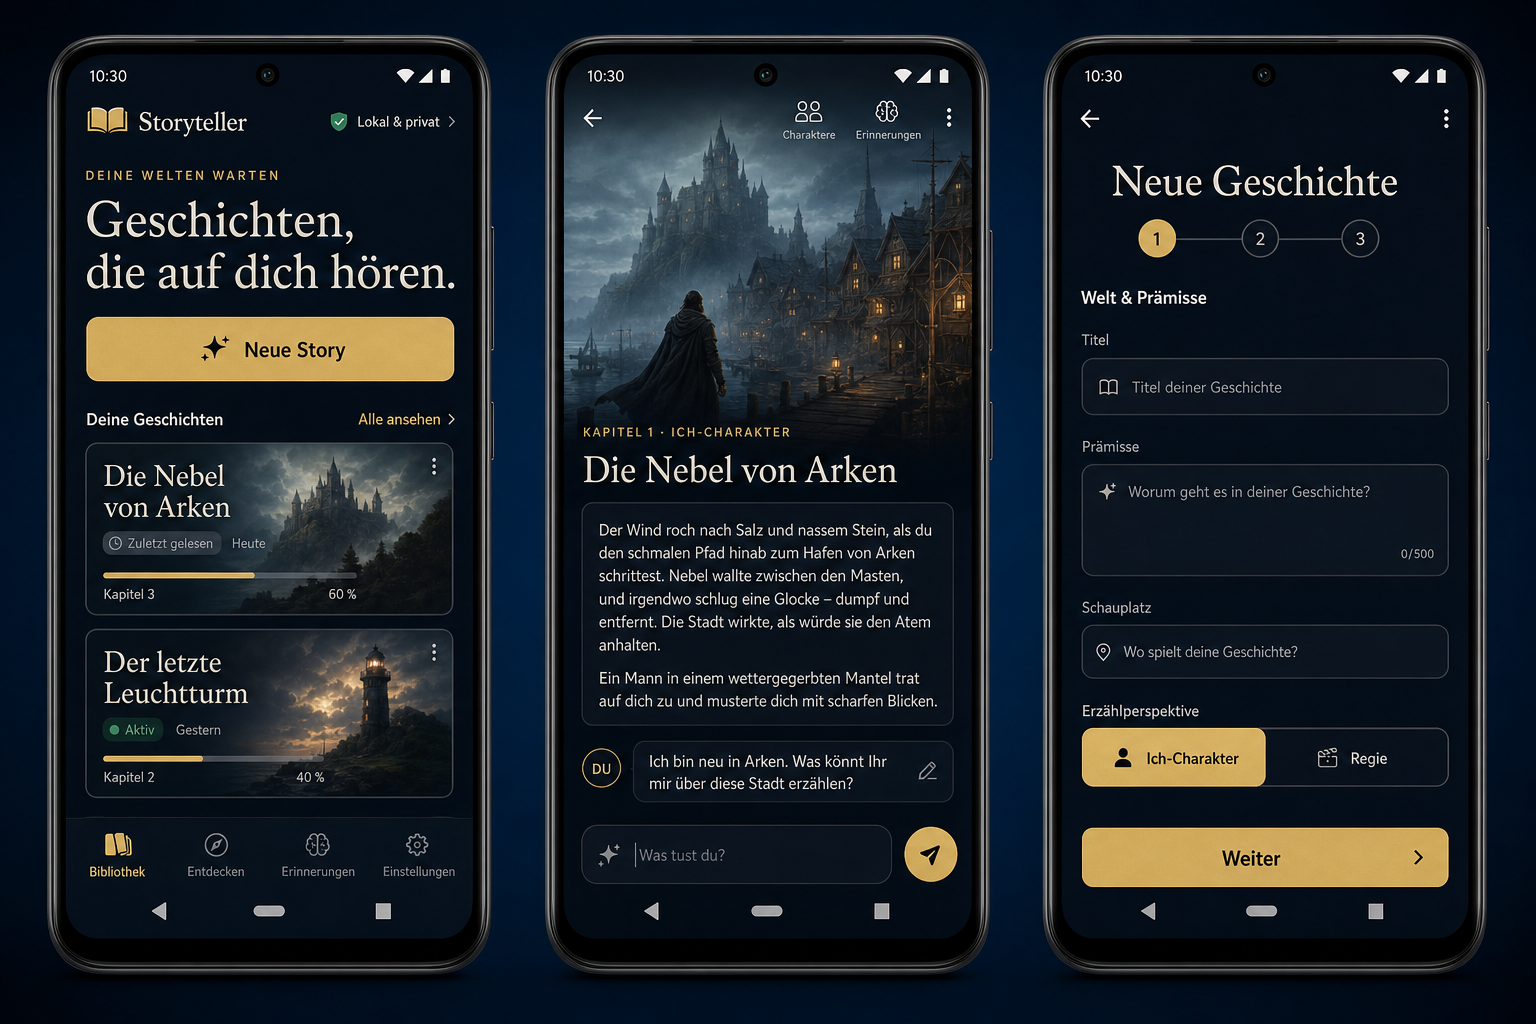 10:30
Storyteller
Lokal & privat
DEINE WELTEN WARTEN
Geschichten,
die auf dich hören.
Neue Story
Deine Geschichten
Alle ansehen
Die Nebel
von Arken
Zuletzt gelesen
Heute
Kapitel 3
60 %
Der letzte
Leuchtturm
Aktiv
Gestern
Kapitel 2
40 %
Bibliothek
Entdecken
Erinnerungen
Einstellungen
10:30
Charaktere
Erinnerungen
KAPITEL 1 · ICH-CHARAKTER
Die Nebel von Arken
Der Wind roch nach Salz und nassem Stein, als du
den schmalen Pfad hinab zum Hafen von Arken
schrittest. Nebel wallte zwischen den Masten,
und irgendwo schlug eine Glocke – dumpf und
entfernt. Die Stadt wirkte, als würde sie den Atem
anhalten.
Ein Mann in einem wettergegerbten Mantel trat
auf dich zu und musterte dich mit scharfen Blicken.
DU
Ich bin neu in Arken. Was könnt Ihr
mir über diese Stadt erzählen?
Was tust du?
10:30
Neue Geschichte
1
2
3
Welt & Prämisse
Titel
Titel deiner Geschichte
Prämisse
Worum geht es in deiner Geschichte?
0/500
Schauplatz
Wo spielt deine Geschichte?
Erzählperspektive
Ich-Charakter
Regie
Weiter